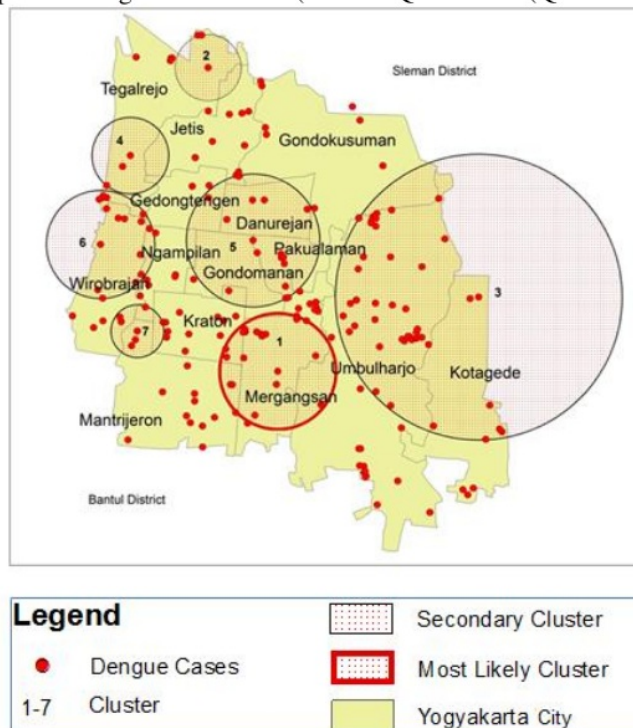 2
Sleman District
Tegalrejo
Jetis
4
Gondokusuman
Gedongtengen
Danurejan
3
6
Ngampilan
5
Pakualaman
Gondomanan
Wirobrajan
7
Kraton
1
Umbulharjo
Kotagede
Mergangsan
Mantrijeron
Bantul District
Legend
Secondary Cluster
Dengue Cases
Most Likely Cluster
1-7
Cluster
Yogyakarta City